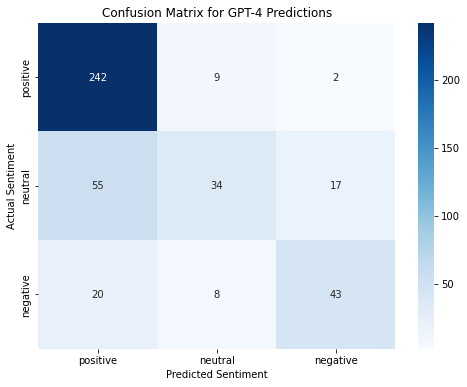 Confusion Matrix for GPT-4 Predictions
positive
242
9
2
neutral
55
34
17
negative
20
8
43
positive
neutral
negative
Actual Sentiment
Predicted Sentiment
200
150
100
50